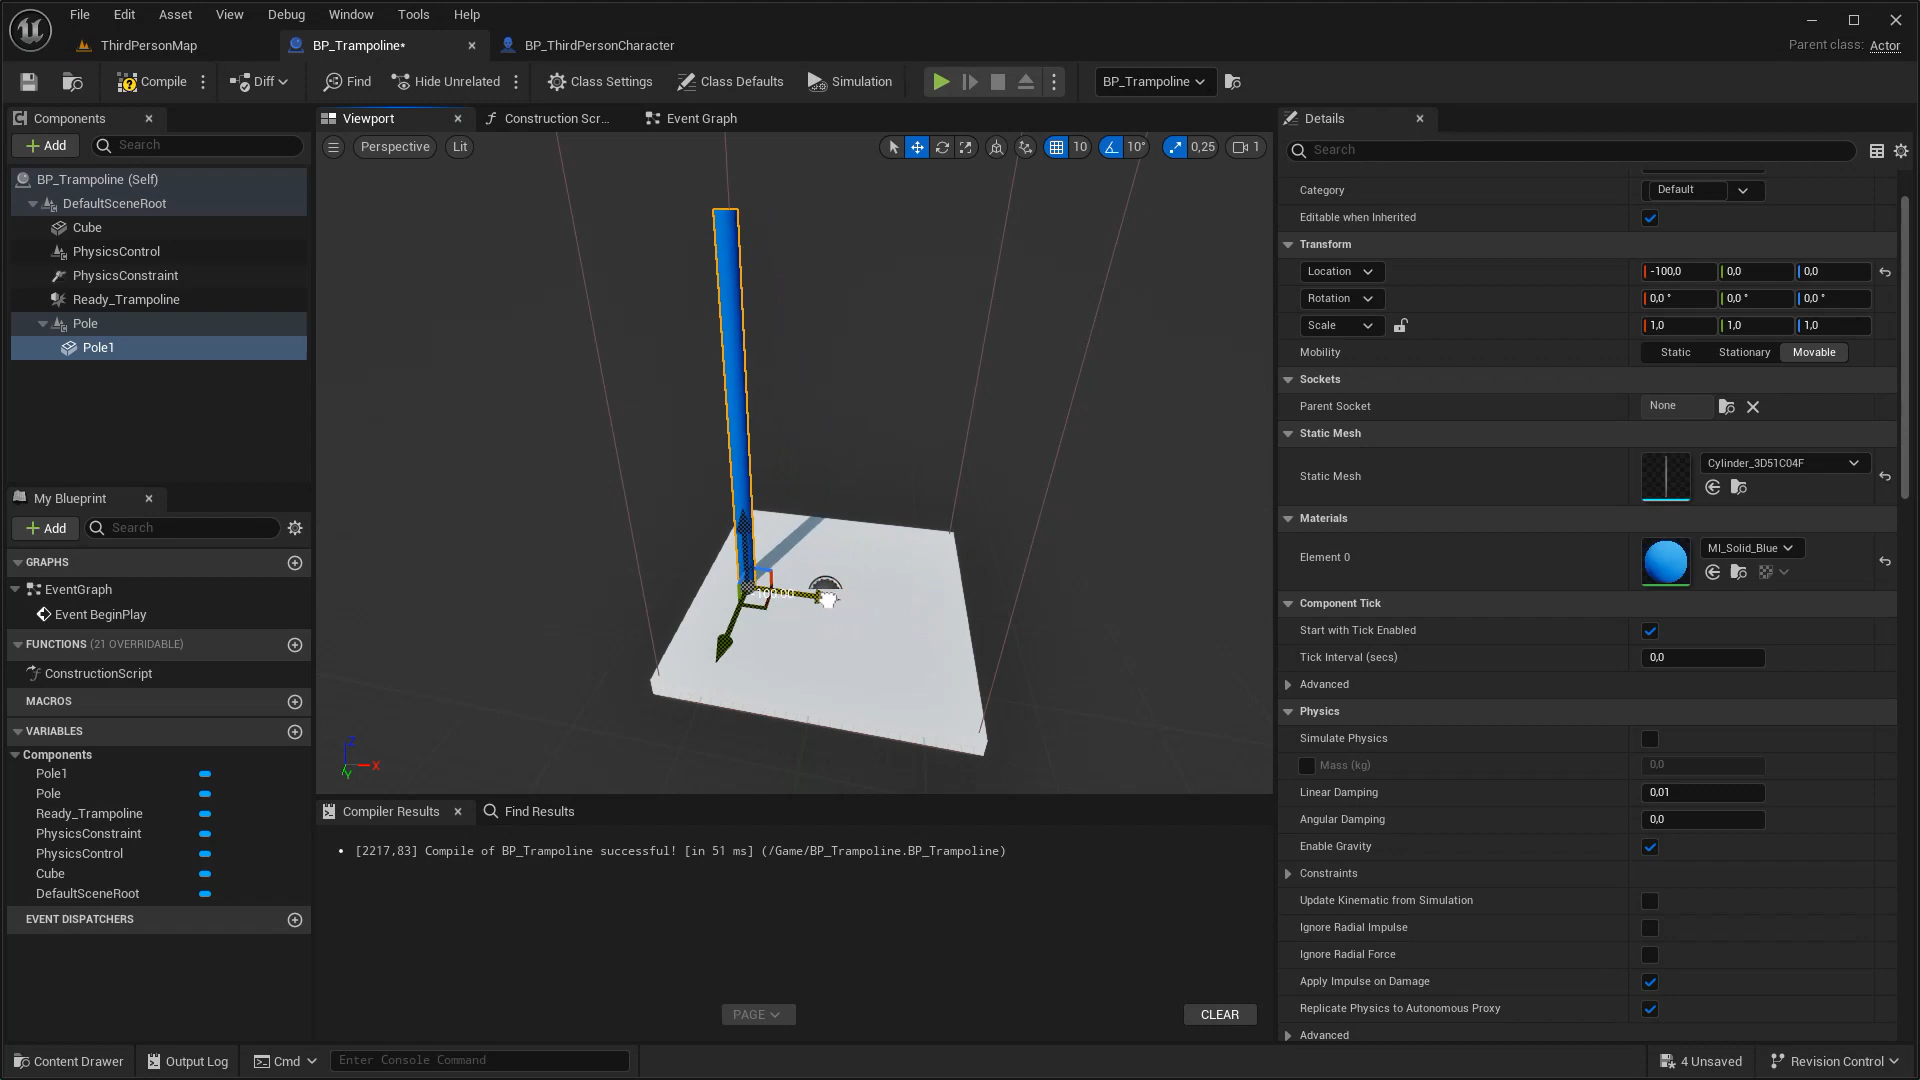 File Edit Asset View Debug Window Tools Help
ThirdPersonMap BP_Trampoline* BP_ThirdPersonCharacter Parent class: Actor
Compile Diff Find Hide Unrelated Class Settings Class Defaults Simulation BP_Trampoline
Components
Add Search
BP_Trampoline (Self)
DefaultSceneRoot
Cube
PhysicsControl
PhysicsConstraint
Ready_Trampoline
Pole
Pole1
My Blueprint
Add Search
GRAPHS
EventGraph
Event BeginPlay
FUNCTIONS (21 OVERRIDABLE)
ConstructionScript
MACROS
VARIABLES
Components
Pole1
Pole
Ready_Trampoline
PhysicsConstraint
PhysicsControl
Cube
DefaultSceneRoot
EVENT DISPATCHERS
Viewport Construction Scr... Event Graph
Perspective Lit 10 10° 0,25 1
Z
X
Y
Compiler Results Find Results
• [2217,83] Compile of BP_Trampoline successful! [in 51 ms] (/Game/BP_Trampoline.BP_Trampoline)
PAGE CLEAR
Details
Search
Category Default
Editable when Inherited
Transform
Location -100,0 0,0 0,0
Rotation 0,0 ° 0,0 ° 0,0 °
Scale 1,0 1,0 1,0
Mobility Static Stationary Movable
Sockets
Parent Socket None
Static Mesh
Static Mesh Cylinder_3D51C04F
Materials
Element 0 MI_Solid_Blue
Component Tick
Start with Tick Enabled
Tick Interval (secs) 0,0
Advanced
Physics
Simulate Physics
Mass (kg) 0,0
Linear Damping 0,01
Angular Damping 0,0
Enable Gravity
Constraints
Update Kinematic from Simulation
Ignore Radial Impulse
Ignore Radial Force
Apply Impulse on Damage
Replicate Physics to Autonomous Proxy
Advanced
Content Drawer Output Log Cmd Enter Console Command 4 Unsaved Revision Control